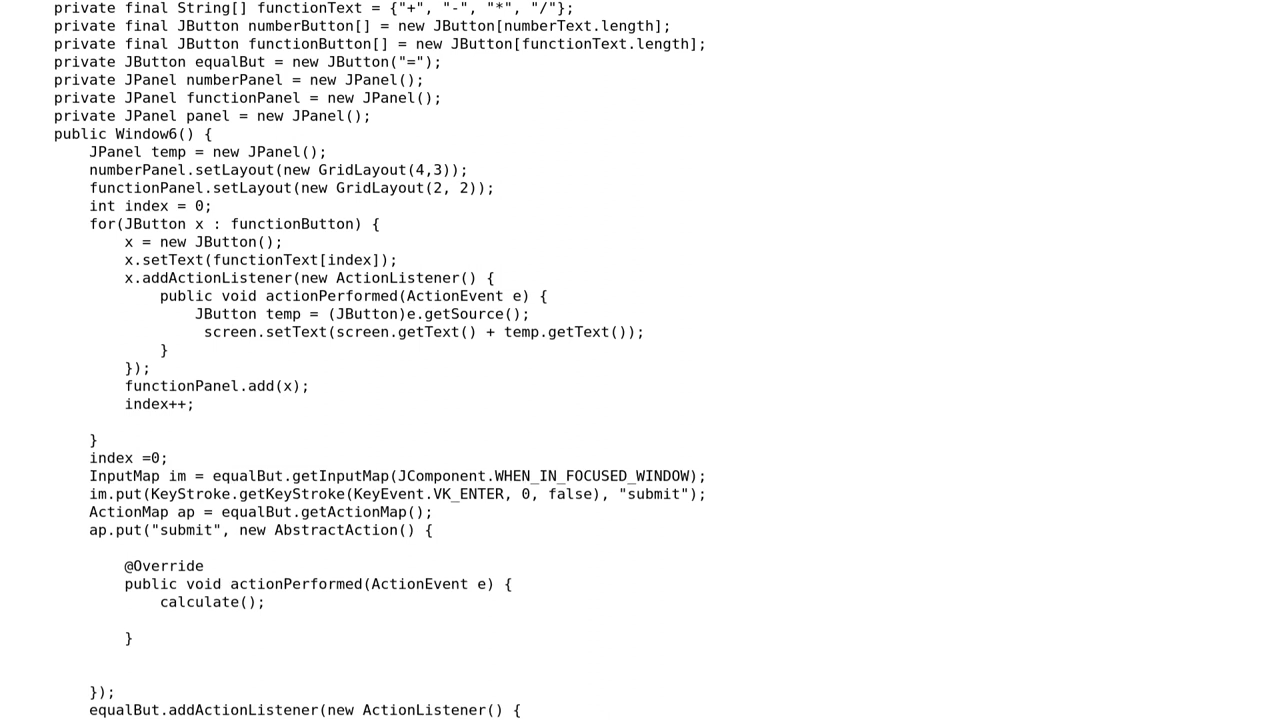 private final String[] functionText = {"+", "-", "*", "/"};
private final JButton numberButton[] = new JButton[numberText.length];
private final JButton functionButton[] = new JButton[functionText.length];
private JButton equalBut = new JButton("=");
private JPanel numberPanel = new JPanel();
private JPanel functionPanel = new JPanel();
private JPanel panel = new JPanel();
public Window6() {
    JPanel temp = new JPanel();
    numberPanel.setLayout(new GridLayout(4,3));
    functionPanel.setLayout(new GridLayout(2, 2));
    int index = 0;
    for(JButton x : functionButton) {
        x = new JButton();
        x.setText(functionText[index]);
        x.addActionListener(new ActionListener() {
            public void actionPerformed(ActionEvent e) {
                JButton temp = (JButton)e.getSource();
                 screen.setText(screen.getText() + temp.getText());
            }
        });
        functionPanel.add(x);
        index++;

    }
    index =0;
    InputMap im = equalBut.getInputMap(JComponent.WHEN_IN_FOCUSED_WINDOW);
    im.put(KeyStroke.getKeyStroke(KeyEvent.VK_ENTER, 0, false), "submit");
    ActionMap ap = equalBut.getActionMap();
    ap.put("submit", new AbstractAction() {

        @Override
        public void actionPerformed(ActionEvent e) {
            calculate();

        }


    });
    equalBut.addActionListener(new ActionListener() {